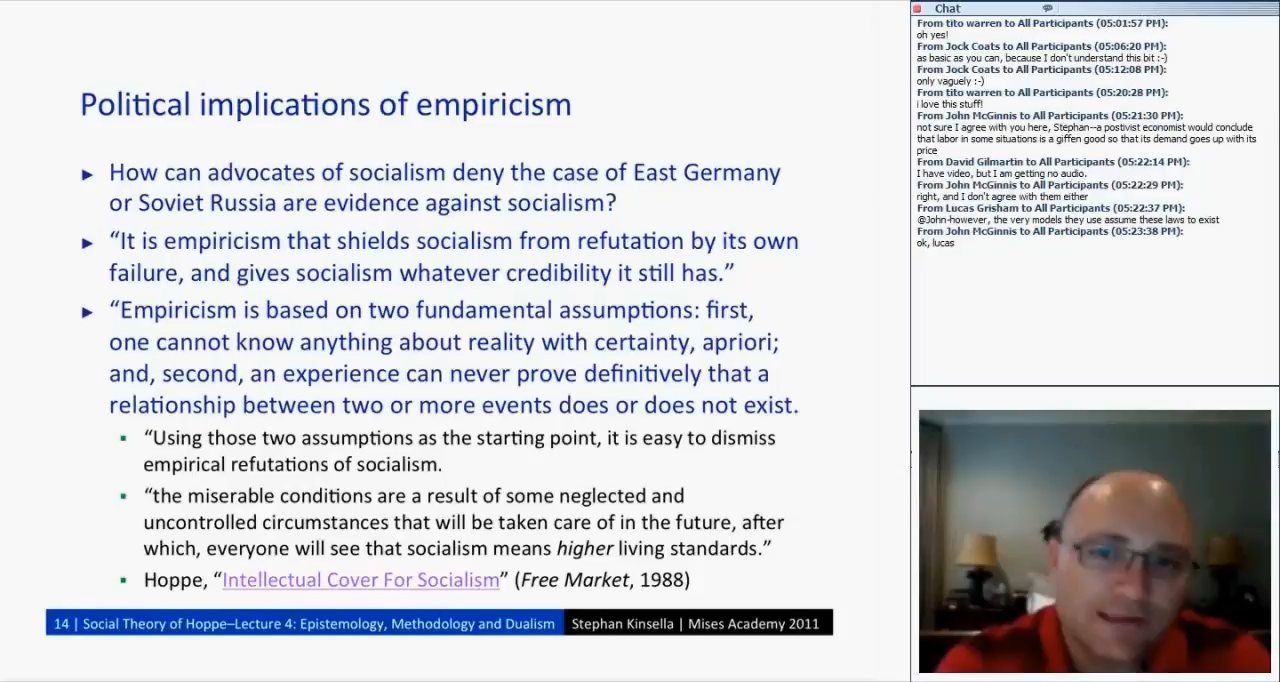 Political implications of empiricism
► How can advocates of socialism deny the case of East Germany
or Soviet Russia are evidence against socialism?
► “It is empiricism that shields socialism from refutation by its own
failure, and gives socialism whatever credibility it still has.”
► “Empiricism is based on two fundamental assumptions: first,
one cannot know anything about reality with certainty, apriori;
and, second, an experience can never prove definitively that a
relationship between two or more events does or does not exist.
▪ “Using those two assumptions as the starting point, it is easy to dismiss
empirical refutations of socialism.
▪ “the miserable conditions are a result of some neglected and
uncontrolled circumstances that will be taken care of in the future, after
which, everyone will see that socialism means higher living standards.”
▪ Hoppe, “Intellectual Cover For Socialism” (Free Market, 1988)
14 | Social Theory of Hoppe–Lecture 4: Epistemology, Methodology and Dualism Stephan Kinsella | Mises Academy 2011
Chat
From tito warren to All Participants (05:01:57 PM):
oh yes!
From Jock Coats to All Participants (05:06:20 PM):
as basic as you can, because I don't understand this bit :-)
From Jock Coats to All Participants (05:12:08 PM):
only vaguely :-)
From tito warren to All Participants (05:20:28 PM):
i love this stuff!
From John McGinnis to All Participants (05:21:30 PM):
not sure I agree with you here, Stephan--a postivist economist would conclude
that labor in some situations is a giffen good so that its demand goes up with its
price
From David Gilmartin to All Participants (05:22:14 PM):
I have video, but I am getting no audio.
From John McGinnis to All Participants (05:22:29 PM):
right, and I don't agree with them either
From Lucas Grisham to All Participants (05:22:37 PM):
@John-however, the very models they use assume these laws to exist
From John McGinnis to All Participants (05:23:38 PM):
ok, lucas